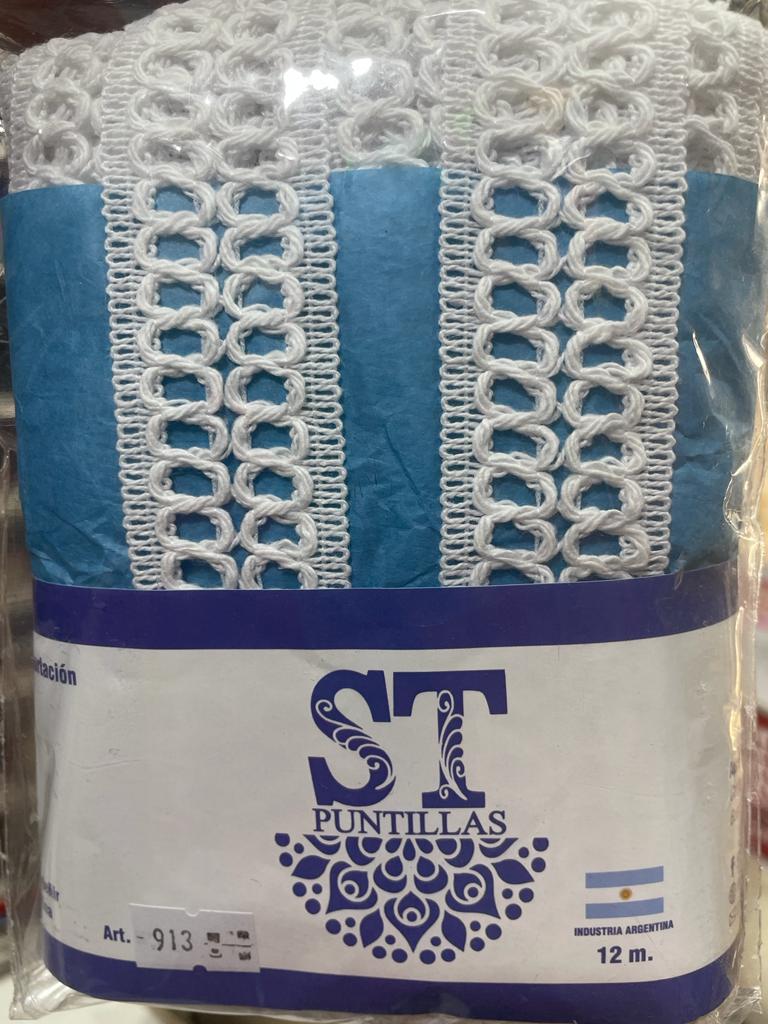 ST
PUNTILLAS
INDUSTRIA ARGENTINA
12 m.
Art. - 913